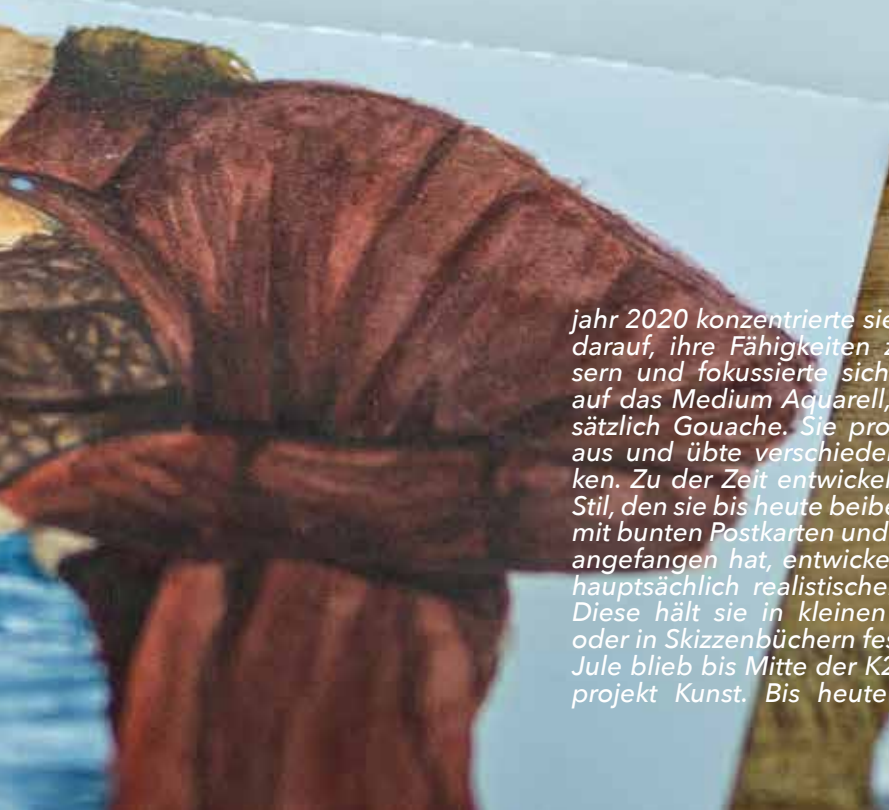 jahr 2020 konzentrierte sie
darauf, ihre Fähigkeiten z
sern und fokussierte sich
auf das Medium Aquarell,
sätzlich Gouache. Sie pro
aus und übte verschieder
ken. Zu der Zeit entwickel
Stil, den sie bis heute beibe
mit bunten Postkarten und
angefangen hat, entwicke
hauptsächlich realistische
Diese hält sie in kleinen
oder in Skizzenbüchern fes
Jule blieb bis Mitte der K2
projekt Kunst. Bis heute